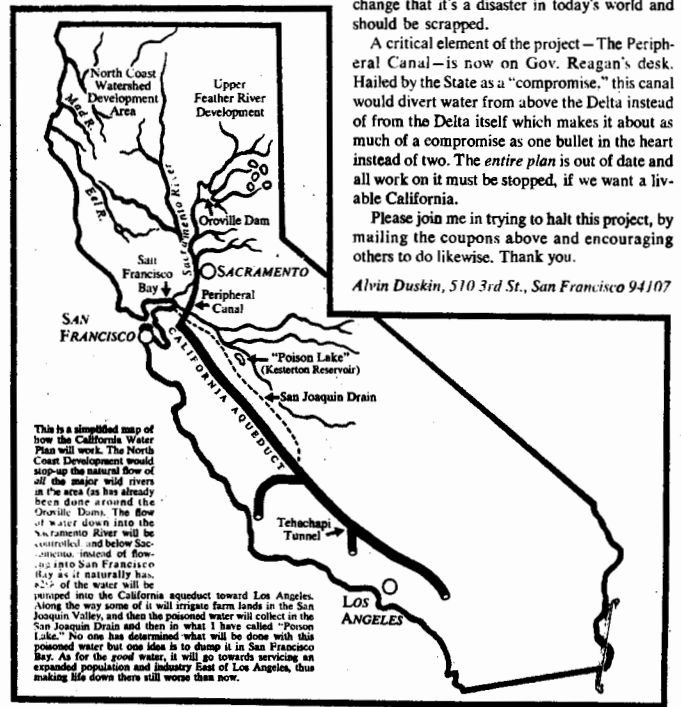 change that it's a disaster in today's world and
should be scrapped.
A critical element of the project—The Periph-
eral Canal—is now on Gov. Reagan's desk.
Hailed by the State as a "compromise," this canal
would divert water from above the Delta instead
of from the Delta itself which makes it about as
much of a compromise as one bullet in the heart
instead of two. The entire plan is out of date and
all work on it must be stopped, if we want a liv-
able California.
Please join me in trying to halt this project, by
mailing the coupons above and encouraging
others to do likewise. Thank you.
Alvin Duskin, 510 3rd St., San Francisco 94107
North Coast
Watershed
Development
Area
Upper
Feather River
Development
Mad R.
Eel R.
Sacramento River
Oroville Dam
SACRAMENTO
San
Francisco
Bay
Peripheral
Canal
SAN
FRANCISCO
CALIFORNIA AQUEDUCT
"Poison Lake"
(Kesterton Reservoir)
San Joaquin Drain
Tehachapi
Tunnel
LOS
ANGELES
This is a simplified map of
how the California Water
Plan will work. The North
Coast Development would
stop-up the natural flow of
all the major wild rivers
in the area (as has already
been done around the
Oroville Dam). The flow
of water down into the
Sacramento River will be
controlled, and below Sac-
ramento, instead of flow-
ing into San Francisco
Bay as it naturally has,
of the water will be
pumped into the California aqueduct toward Los Angeles.
Along the way some of it will irrigate farm lands in the San
Joaquin Valley, and then the poisoned water will collect in the
San Joaquin Drain and then in what I have called "Poison
Lake." No one has determined what will be done with this
poisoned water but one idea is to dump it in San Francisco
Bay. As for the good water, it will go towards servicing an
expanded population and industry East of Los Angeles, thus
making life down there still worse than now.